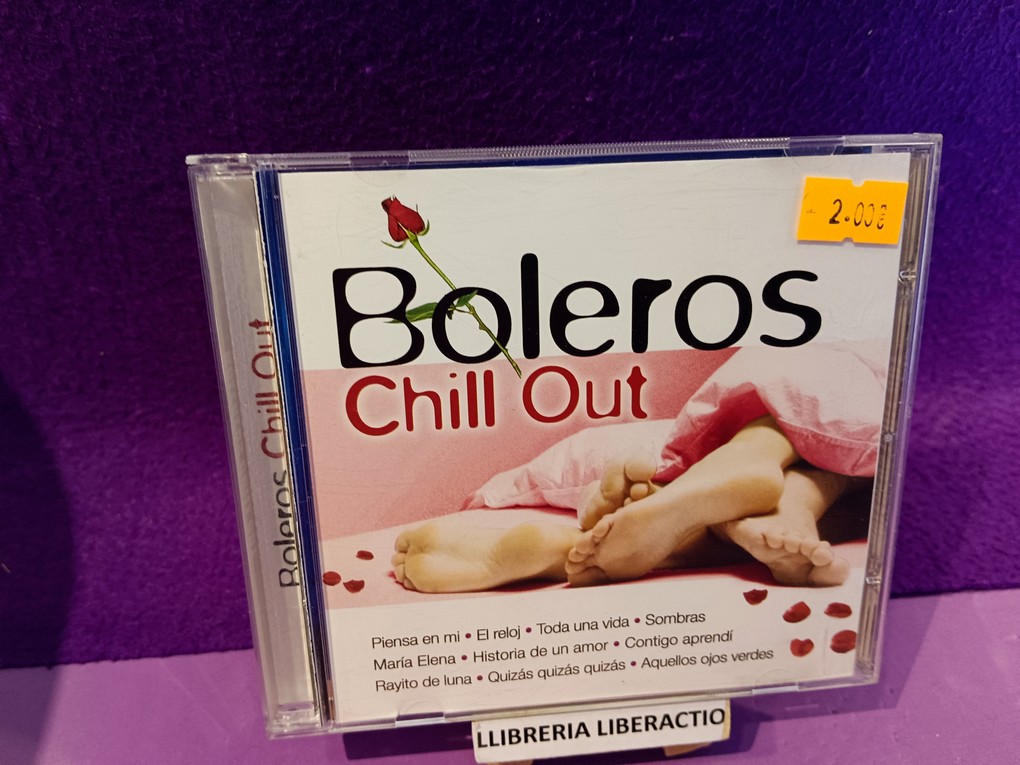 2.00€
Boleros
Chill Out
Boleros Chill Out
Piensa en mi • El reloj • Toda una vida • Sombras
María Elena • Historia de un amor • Contigo aprendí
Rayito de luna • Quizás quizás quizás • Aquellos ojos verdes
LLIBRERIA LIBERACTIO